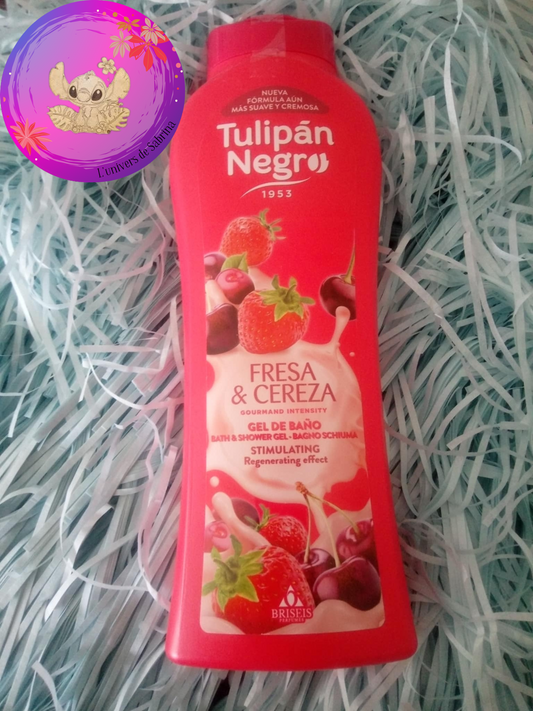 L'univers de Sabrina
NUEVA
FÓRMULA AÚN
MÁS SUAVE Y CREMOSA
Tulipán
Negro
1953
FRESA
& CEREZA
GOURMAND INTENSITY
GEL DE BAÑO
BATH & SHOWER GEL - BAGNO SCHIUMA
STIMULATING
Regenerating effect
BRISEIS
PERFUMES